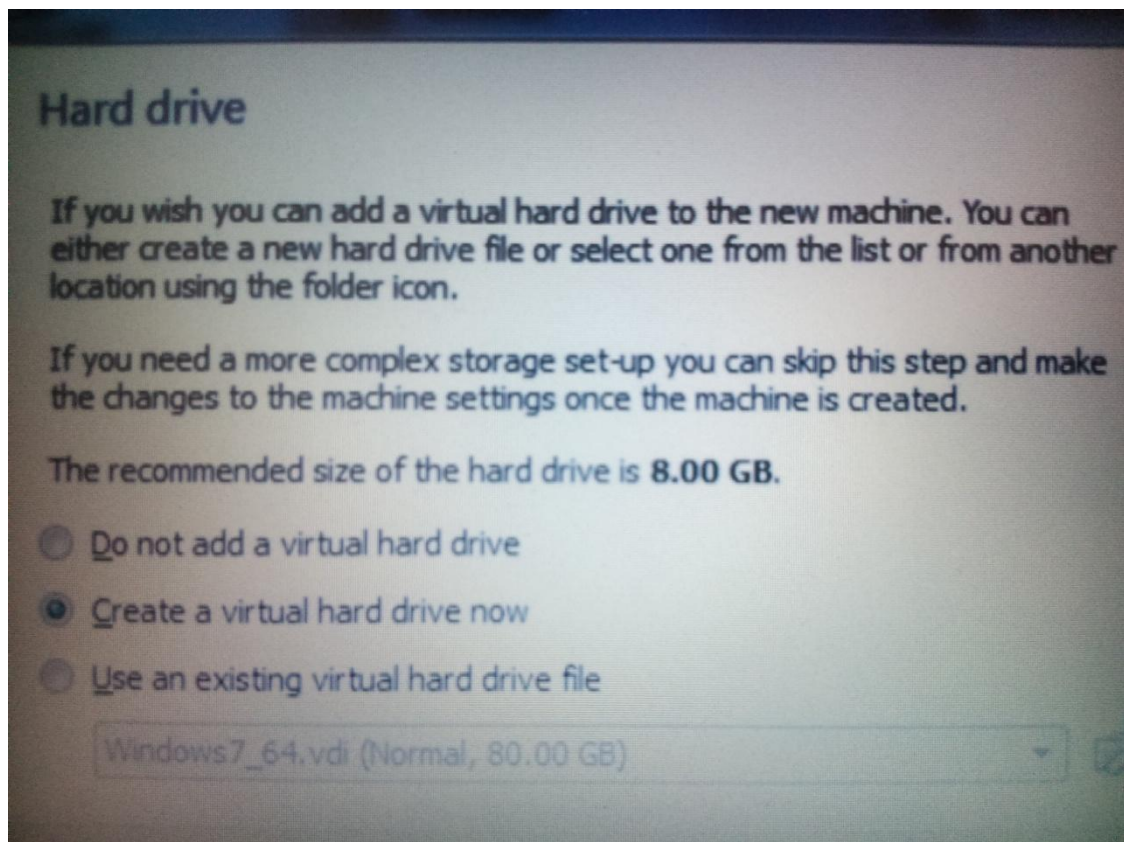 Hard drive
If you wish you can add a virtual hard drive to the new machine. You can
either create a new hard drive file or select one from the list or from another
location using the folder icon.
If you need a more complex storage set-up you can skip this step and make
the changes to the machine settings once the machine is created.
The recommended size of the hard drive is 8.00 GB.
Do not add a virtual hard drive
Create a virtual hard drive now
Use an existing virtual hard drive file
Windows7_64.vdi (Normal, 80.00 GB)